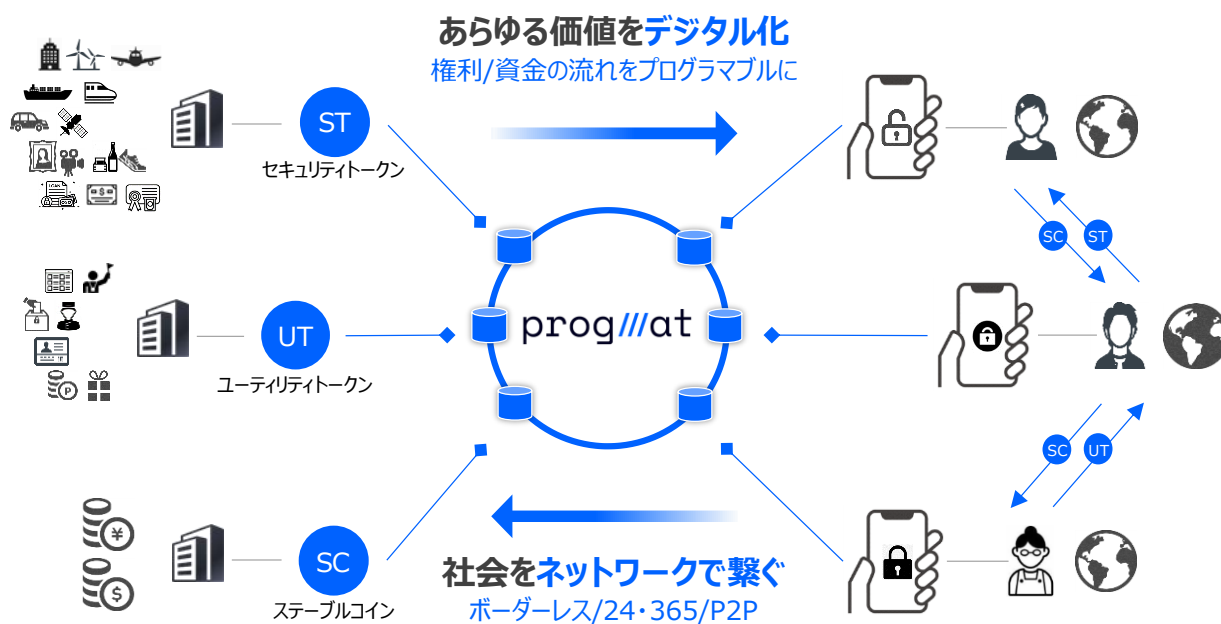 あらゆる価値をデジタル化
権利/資金の流れをプログラマブルに
ST
セキュリティトークン
SC
ST
progmat
UT
ユーティリティトークン
SC
UT
SC
ステーブルコイン
社会をネットワークで繋ぐ
ボーダーレス/24・365/P2P
¥
$
P
$